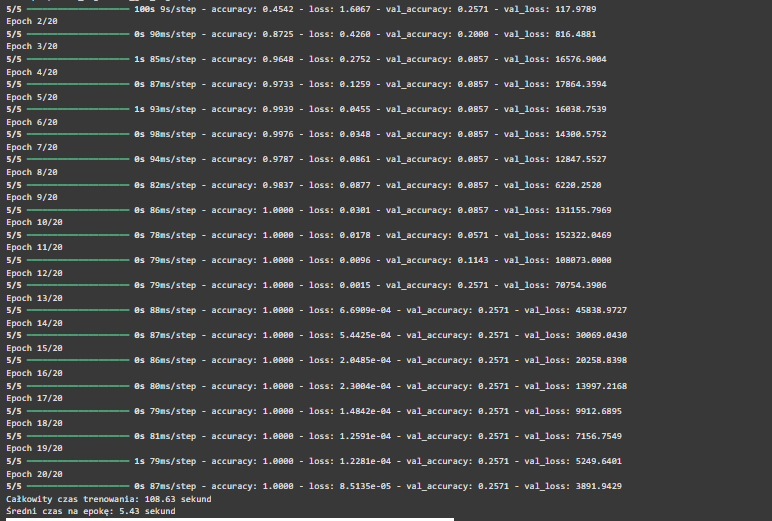 5/5 ━━━━━━━━━━━━━━━━━━━━ 100s 9s/step - accuracy: 0.4542 - loss: 1.6067 - val_accuracy: 0.2571 - val_loss: 117.9789
Epoch 2/20
5/5 ━━━━━━━━━━━━━━━━━━━━ 0s 90ms/step - accuracy: 0.8725 - loss: 0.4260 - val_accuracy: 0.2000 - val_loss: 816.4881
Epoch 3/20
5/5 ━━━━━━━━━━━━━━━━━━━━ 1s 85ms/step - accuracy: 0.9648 - loss: 0.2752 - val_accuracy: 0.0857 - val_loss: 16576.9004
Epoch 4/20
5/5 ━━━━━━━━━━━━━━━━━━━━ 0s 87ms/step - accuracy: 0.9733 - loss: 0.1259 - val_accuracy: 0.0857 - val_loss: 17864.3594
Epoch 5/20
5/5 ━━━━━━━━━━━━━━━━━━━━ 1s 93ms/step - accuracy: 0.9939 - loss: 0.0455 - val_accuracy: 0.0857 - val_loss: 16038.7539
Epoch 6/20
5/5 ━━━━━━━━━━━━━━━━━━━━ 0s 98ms/step - accuracy: 0.9976 - loss: 0.0348 - val_accuracy: 0.0857 - val_loss: 14300.5752
Epoch 7/20
5/5 ━━━━━━━━━━━━━━━━━━━━ 0s 94ms/step - accuracy: 0.9787 - loss: 0.0861 - val_accuracy: 0.0857 - val_loss: 12847.5527
Epoch 8/20
5/5 ━━━━━━━━━━━━━━━━━━━━ 0s 82ms/step - accuracy: 0.9837 - loss: 0.0877 - val_accuracy: 0.0857 - val_loss: 6220.2520
Epoch 9/20
5/5 ━━━━━━━━━━━━━━━━━━━━ 0s 86ms/step - accuracy: 1.0000 - loss: 0.0301 - val_accuracy: 0.0857 - val_loss: 131155.7969
Epoch 10/20
5/5 ━━━━━━━━━━━━━━━━━━━━ 0s 78ms/step - accuracy: 1.0000 - loss: 0.0178 - val_accuracy: 0.0571 - val_loss: 152322.0469
Epoch 11/20
5/5 ━━━━━━━━━━━━━━━━━━━━ 0s 79ms/step - accuracy: 1.0000 - loss: 0.0096 - val_accuracy: 0.1143 - val_loss: 108073.0000
Epoch 12/20
5/5 ━━━━━━━━━━━━━━━━━━━━ 0s 79ms/step - accuracy: 1.0000 - loss: 0.0015 - val_accuracy: 0.2571 - val_loss: 70754.3906
Epoch 13/20
5/5 ━━━━━━━━━━━━━━━━━━━━ 0s 88ms/step - accuracy: 1.0000 - loss: 6.6909e-04 - val_accuracy: 0.2571 - val_loss: 45838.9727
Epoch 14/20
5/5 ━━━━━━━━━━━━━━━━━━━━ 0s 87ms/step - accuracy: 1.0000 - loss: 5.4425e-04 - val_accuracy: 0.2571 - val_loss: 30069.0430
Epoch 15/20
5/5 ━━━━━━━━━━━━━━━━━━━━ 0s 86ms/step - accuracy: 1.0000 - loss: 2.0485e-04 - val_accuracy: 0.2571 - val_loss: 20258.8398
Epoch 16/20
5/5 ━━━━━━━━━━━━━━━━━━━━ 0s 80ms/step - accuracy: 1.0000 - loss: 2.3004e-04 - val_accuracy: 0.2571 - val_loss: 13997.2168
Epoch 17/20
5/5 ━━━━━━━━━━━━━━━━━━━━ 0s 79ms/step - accuracy: 1.0000 - loss: 1.4842e-04 - val_accuracy: 0.2571 - val_loss: 9912.6895
Epoch 18/20
5/5 ━━━━━━━━━━━━━━━━━━━━ 0s 81ms/step - accuracy: 1.0000 - loss: 1.2591e-04 - val_accuracy: 0.2571 - val_loss: 7156.7549
Epoch 19/20
5/5 ━━━━━━━━━━━━━━━━━━━━ 1s 79ms/step - accuracy: 1.0000 - loss: 1.2281e-04 - val_accuracy: 0.2571 - val_loss: 5249.6401
Epoch 20/20
5/5 ━━━━━━━━━━━━━━━━━━━━ 0s 87ms/step - accuracy: 1.0000 - loss: 8.5135e-05 - val_accuracy: 0.2571 - val_loss: 3891.9429
Całkowity czas trenowania: 108.63 sekund
Średni czas na epokę: 5.43 sekund